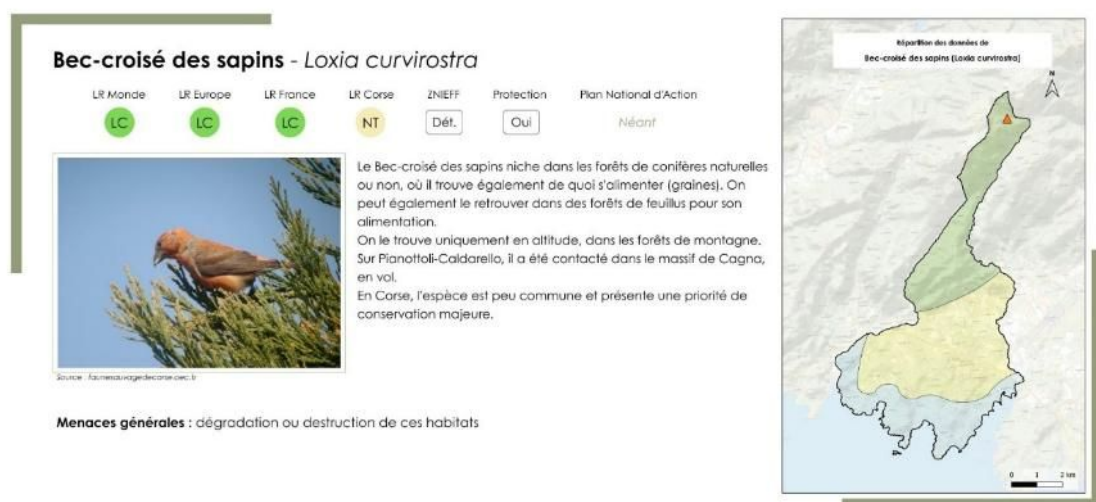 Bec-croisé des sapins - Loxia curvirostra
LR Monde LR Europe LR France LR Corse ZNIEFF Protection Plan National d'Action
LC LC LC NT Dét. Oui Néant
Le Bec-croisé des sapins niche dans les forêts de conifères naturelles
ou non, où il trouve également de quoi s'alimenter (graines). On
peut également le retrouver dans des forêts de feuillus pour son
alimentation.
On le trouve uniquement en altitude, dans les forêts de montagne.
Sur Pianottoli-Caldarello, il a été contacté dans le massif de Cagna,
en vol.
En Corse, l'espèce est peu commune et présente une priorité de
conservation majeure.
Source : faunesauvagedecorse.oec.fr
Menaces générales : dégradation ou destruction de ces habitats
Répartition des données de
Bec-croisé des sapins (Loxia curvirostra)
N
0 1 2 km